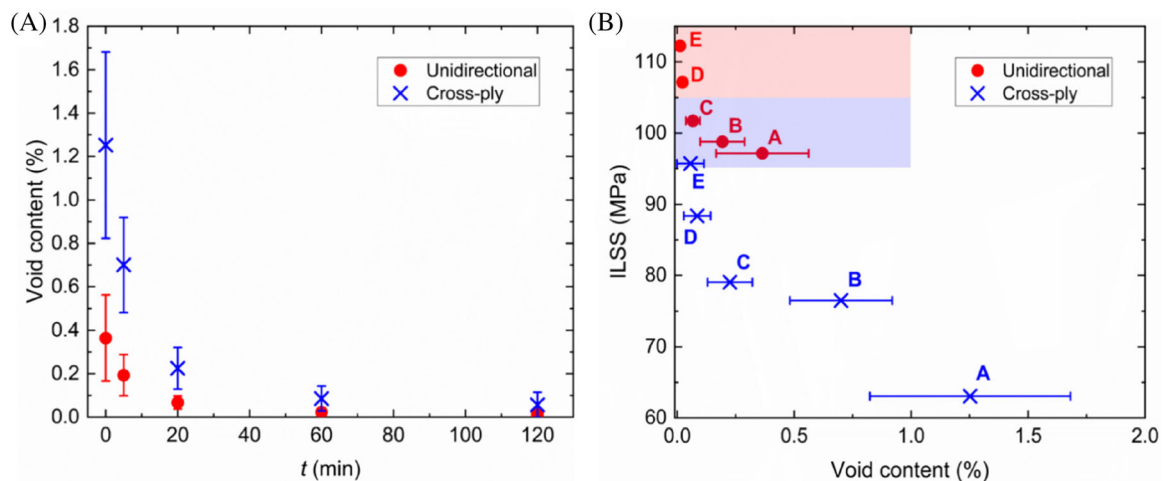 (A)
1.8
1.6
1.4
1.2
1.0
0.8
0.6
0.4
0.2
0.0
Void content (%)
Unidirectional
Cross-ply
0 20 40 60 80 100 120
t (min)
(B)
110
100
90
80
70
60
ILSS (MPa)
Unidirectional
Cross-ply
E
D
C
B
A
E
D
C
B
A
0.0 0.5 1.0 1.5 2.0
Void content (%)